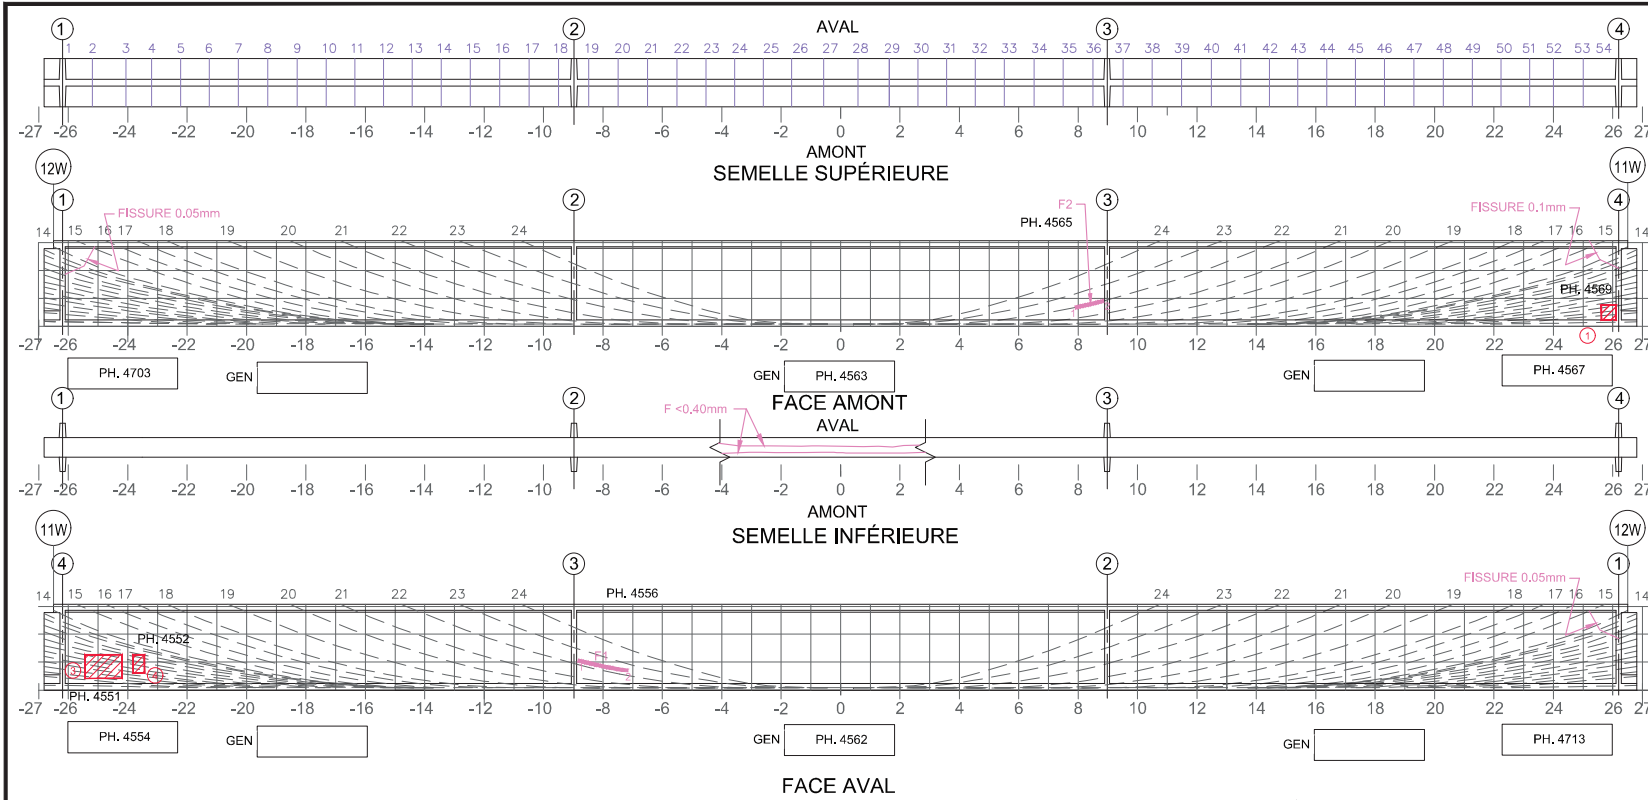 1 2 AVAL 3 4
1 2 3 4 5 6 7 8 9 10 11 12 13 14 15 16 17 18 19 20 21 22 23 24 25 26 27 28 29 30 31 32 33 34 35 36 37 38 39 40 41 42 43 44 45 46 47 48 49 50 51 52 53 54
-27 -26 -24 -22 -20 -18 -16 -14 -12 -10 -8 -6 -4 -2 0 2 4 6 8 10 12 14 16 18 20 22 24 26 27
AMONT
SEMELLE SUPÉRIEURE
12W 11W
1 2 3 4
FISSURE 0.05mm F2 FISSURE 0.1mm
PH. 4565
14 15 16 17 18 19 20 21 22 23 24 24 23 22 21 20 19 18 17 16 15 14
PH. 4569
1
-27 -26 -24 -22 -20 -18 -16 -14 -12 -10 -8 -6 -4 -2 0 2 4 6 8 10 12 14 16 18 20 22 24 26 27
PH. 4703 GEN GEN PH. 4563 GEN PH. 4567
FACE AMONT
1 2 F <0.40mm AVAL 3 4
-27 -26 -24 -22 -20 -18 -16 -14 -12 -10 -8 -6 -4 -2 0 2 4 6 8 10 12 14 16 18 20 22 24 26 27
AMONT
SEMELLE INFÉRIEURE
11W 12W
4 3 2 1
FISSURE 0.05mm
14 15 16 17 18 19 20 21 22 23 24 PH. 4556 24 23 22 21 20 19 18 17 16 15 14
PH. 4552
F1
3 4
PH. 4551
-27 -26 -24 -22 -20 -18 -16 -14 -12 -10 -8 -6 -4 -2 0 2 4 6 8 10 12 14 16 18 20 22 24 26 27
PH. 4554 GEN GEN PH. 4562 GEN PH. 4713
FACE AVAL